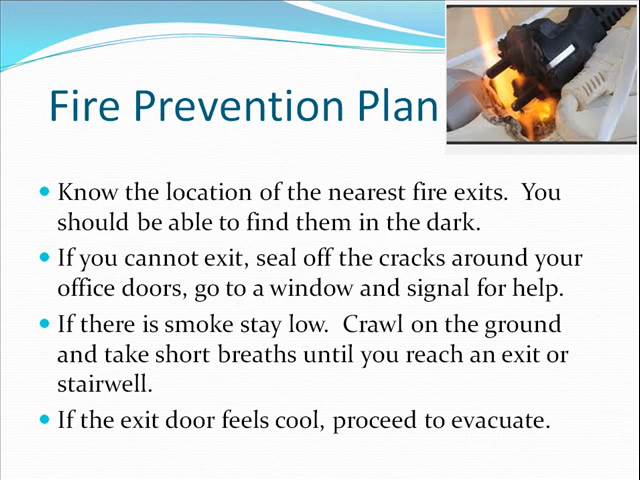 Fire Prevention Plan
Know the location of the nearest fire exits.  You
should be able to find them in the dark.
If you cannot exit, seal off the cracks around your
office doors, go to a window and signal for help.
If there is smoke stay low.  Crawl on the ground
and take short breaths until you reach an exit or
stairwell.
If the exit door feels cool, proceed to evacuate.